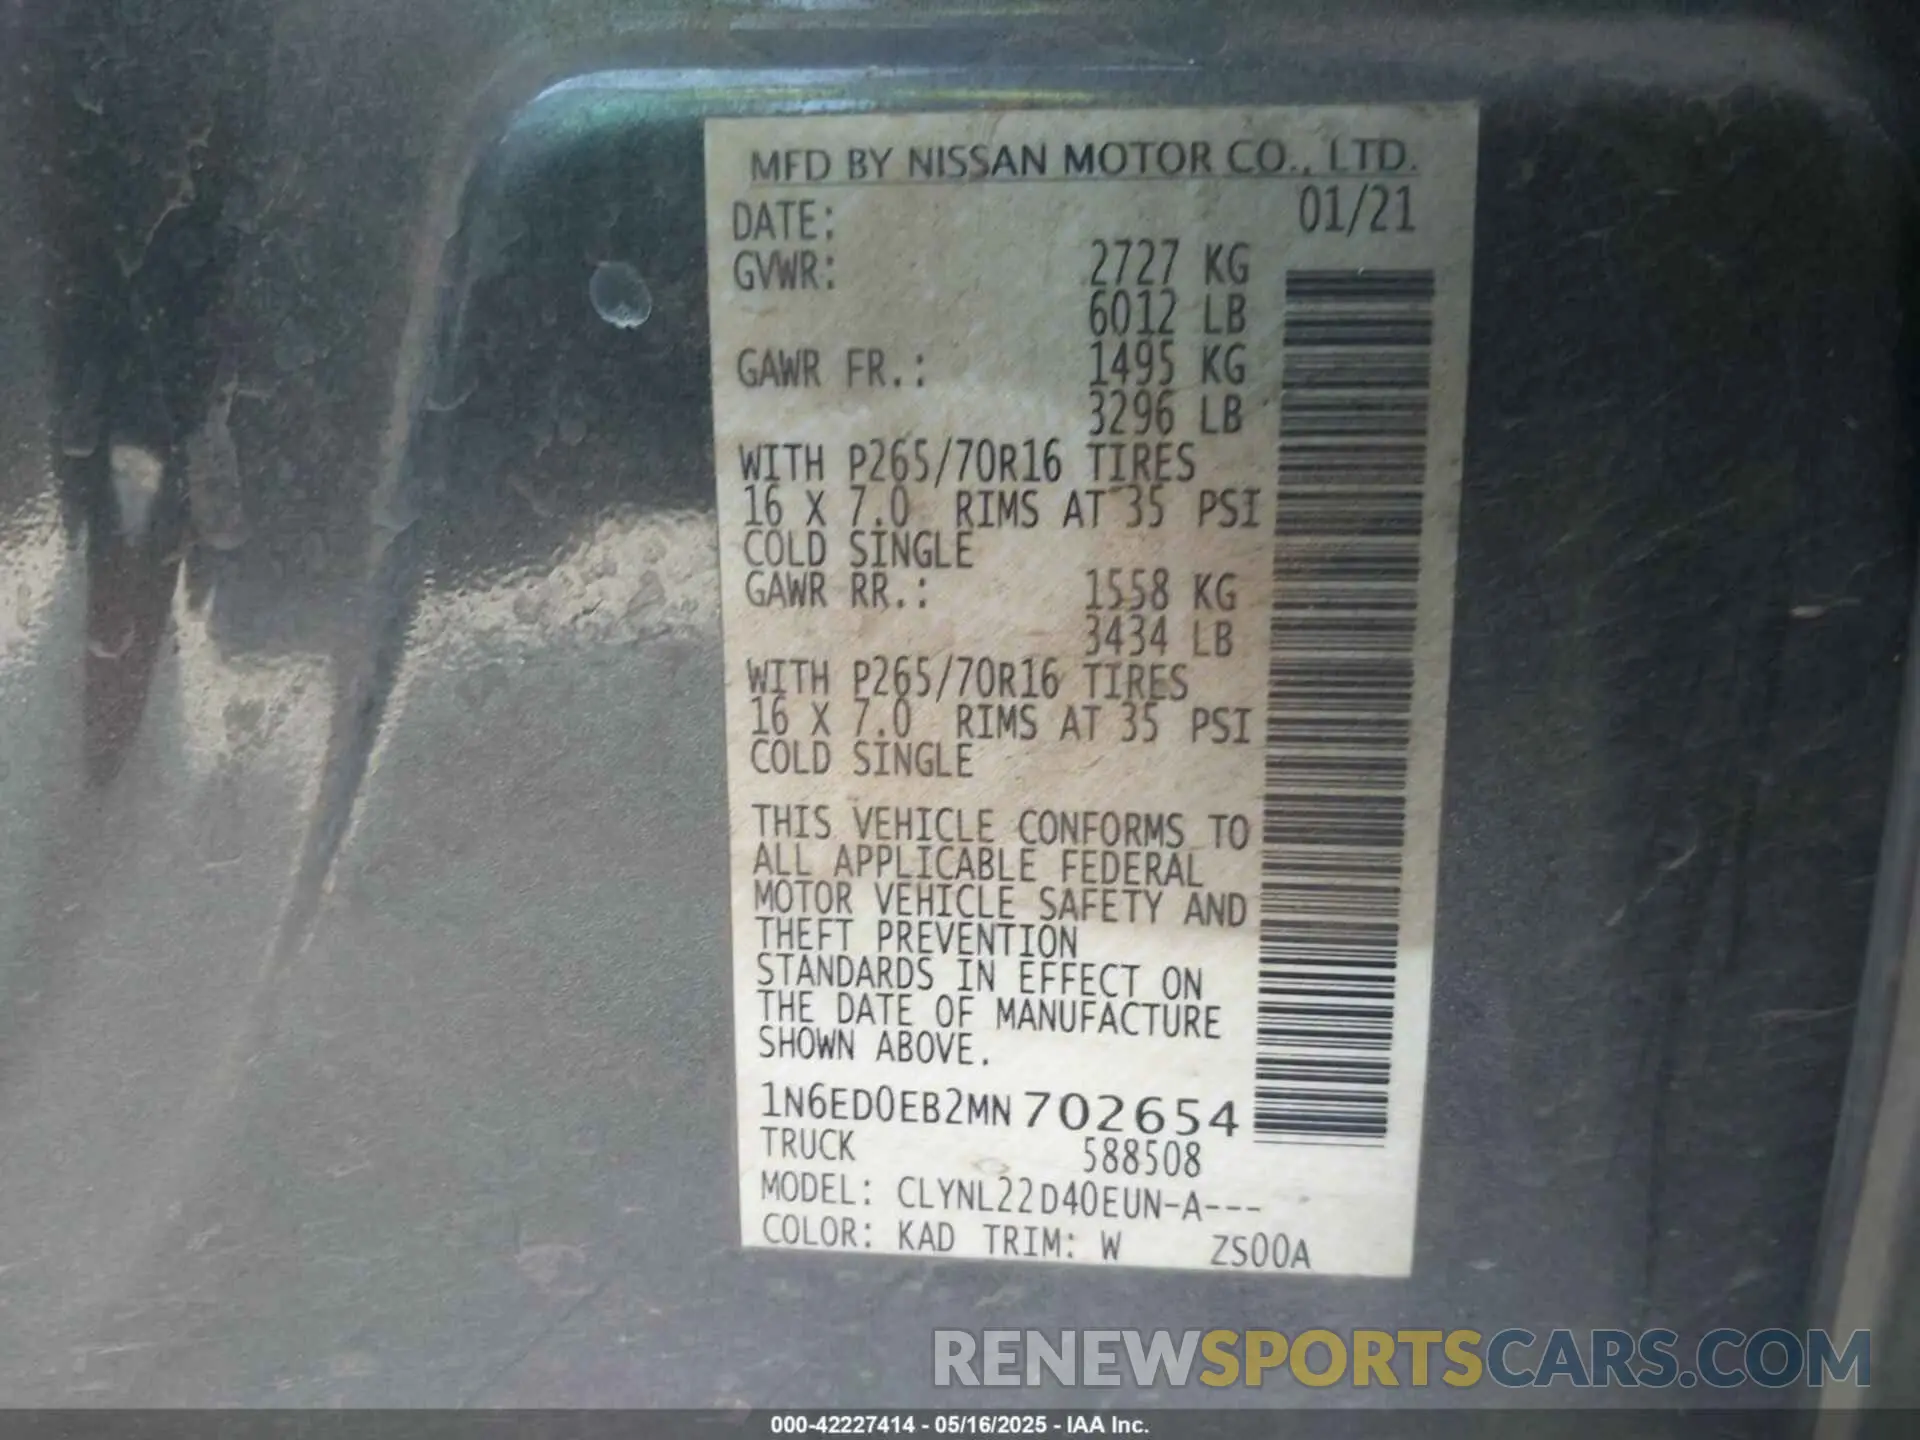 MFD BY NISSAN MOTOR CO., LTD.
DATE: 01/21
GVWR: 2727 KG
6012 LB
GAWR FR.: 1495 KG
3296 LB
WITH P265/70R16 TIRES
16 X 7.0 RIMS AT 35 PSI
COLD SINGLE
GAWR RR.: 1558 KG
3434 LB
WITH P265/70R16 TIRES
16 X 7.0 RIMS AT 35 PSI
COLD SINGLE
THIS VEHICLE CONFORMS TO
ALL APPLICABLE FEDERAL
MOTOR VEHICLE SAFETY AND
THEFT PREVENTION
STANDARDS IN EFFECT ON
THE DATE OF MANUFACTURE
SHOWN ABOVE.
1N6ED0EB2MN702654
TRUCK 588508
MODEL: CLYNL22D40EUN-A---
COLOR: KAD TRIM: W ZS00A
RENEWSPORTSCARS.COM
000-42227414 - 05/16/2025 - IAA Inc.